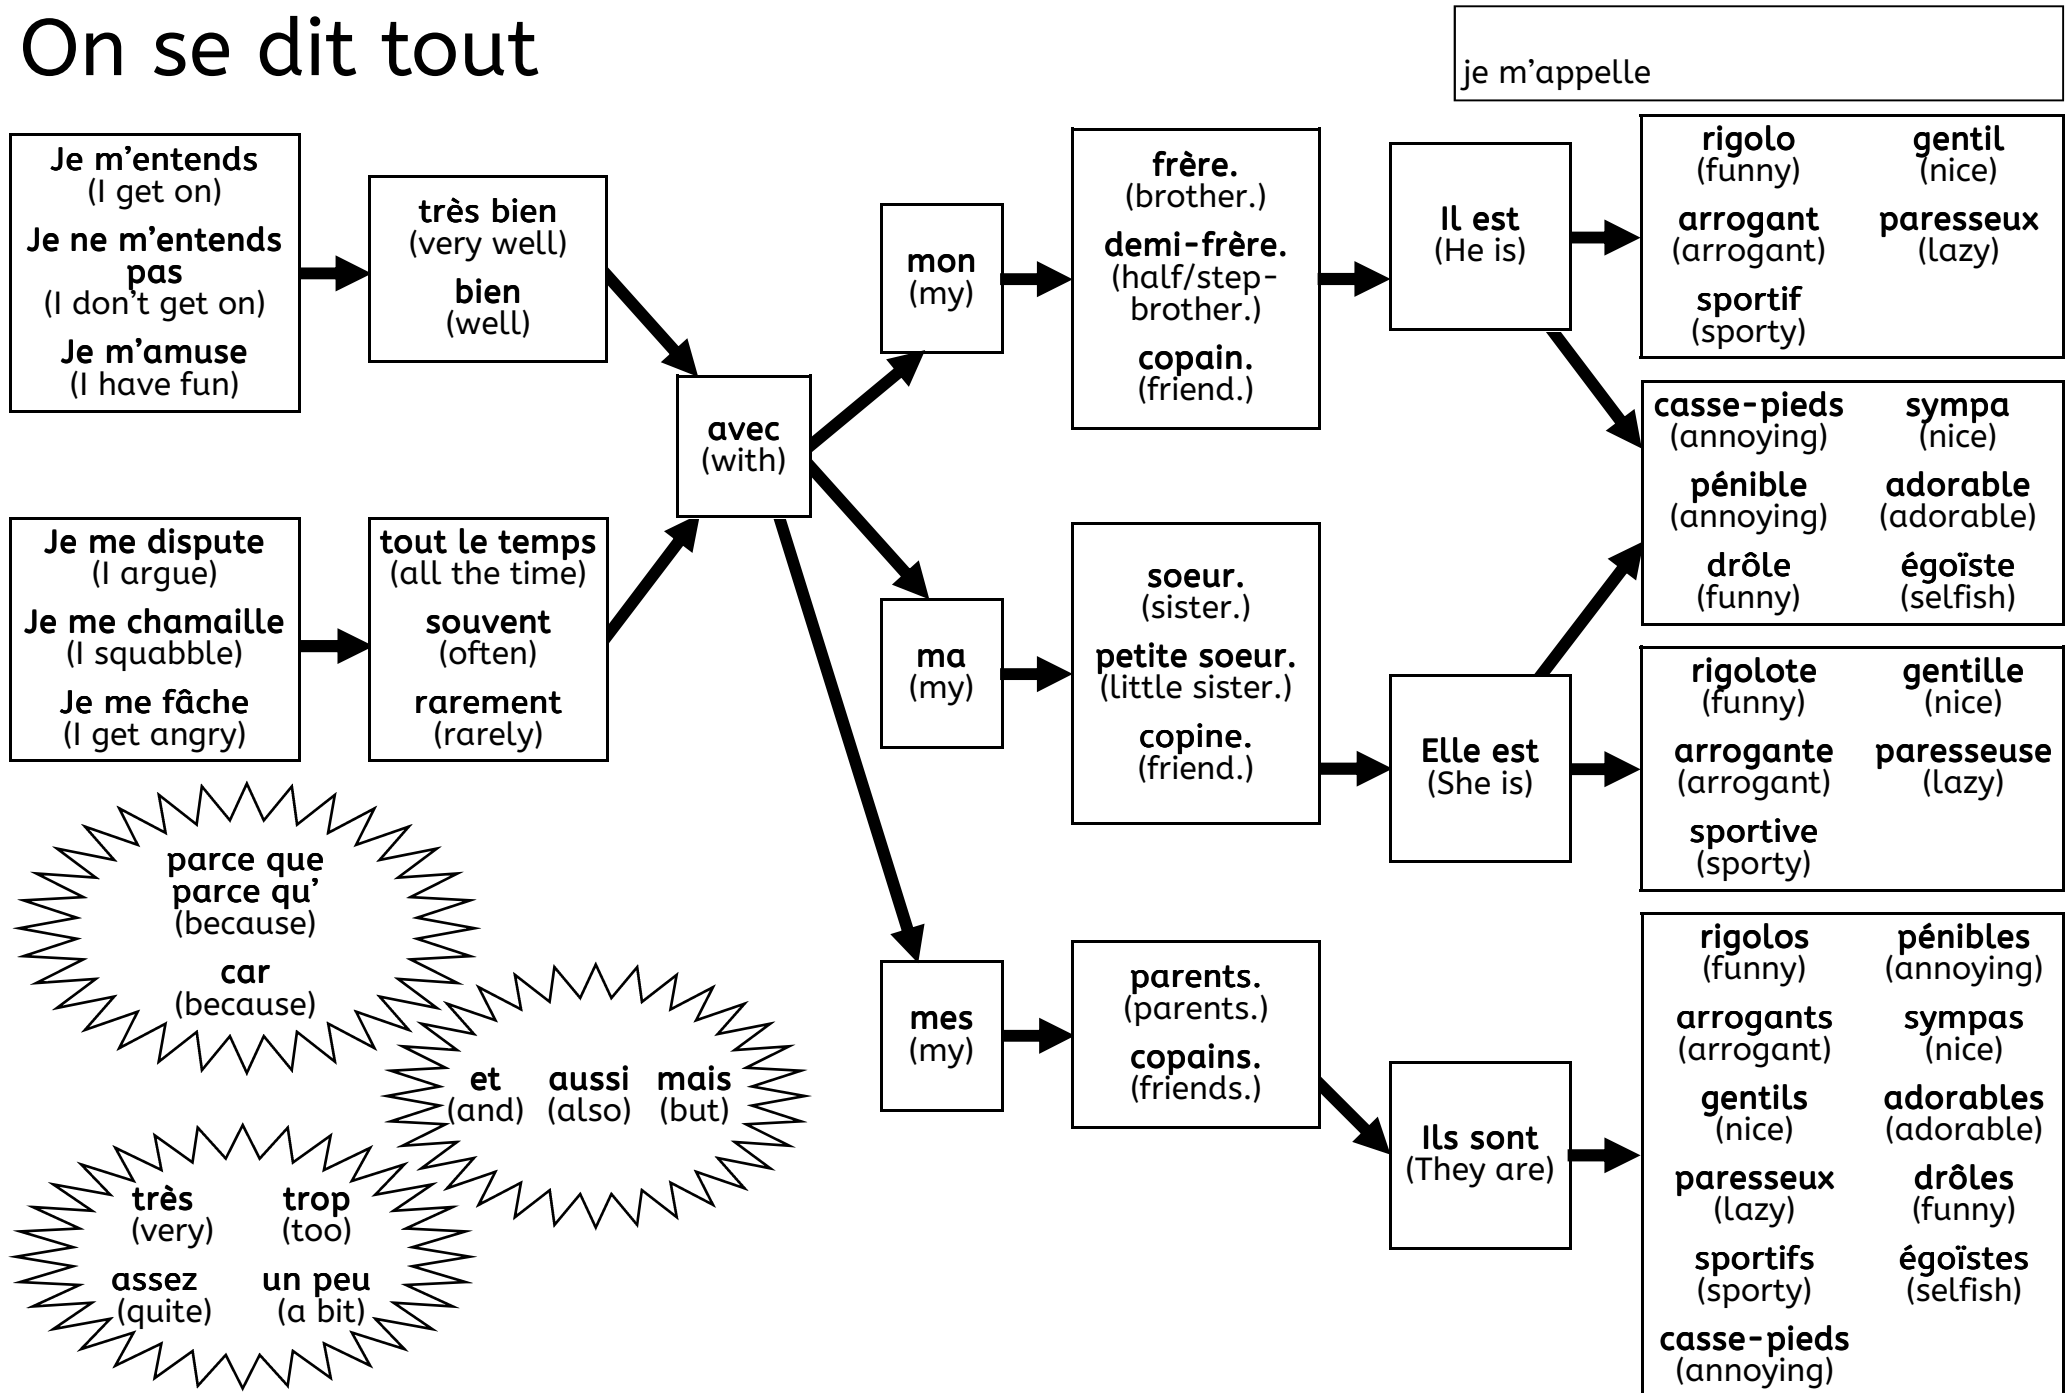 On se dit tout
je m'appelle
Je m'entends
(I get on)
Je ne m'entends
pas
(I don't get on)
Je m'amuse
(I have fun)
très bien
(very well)
bien
(well)
Je me dispute
(I argue)
Je me chamaille
(I squabble)
Je me fâche
(I get angry)
tout le temps
(all the time)
souvent
(often)
rarement
(rarely)
avec
(with)
mon
(my)
frère.
(brother.)
demi-frère.
(half/step-
brother.)
copain.
(friend.)
Il est
(He is)
rigolo gentil
(funny) (nice)
arrogant paresseux
(arrogant) (lazy)
sportif
(sporty)
casse-pieds sympa
(annoying) (nice)
pénible adorable
(annoying) (adorable)
drôle égoïste
(funny) (selfish)
ma
(my)
soeur.
(sister.)
petite soeur.
(little sister.)
copine.
(friend.)
Elle est
(She is)
rigolote gentille
(funny) (nice)
arrogante paresseuse
(arrogant) (lazy)
sportive
(sporty)
mes
(my)
parents.
(parents.)
copains.
(friends.)
Ils sont
(They are)
rigolos pénibles
(funny) (annoying)
arrogants sympas
(arrogant) (nice)
gentils adorables
(nice) (adorable)
paresseux drôles
(lazy) (funny)
sportifs égoïstes
(sporty) (selfish)
casse-pieds
(annoying)
parce que
parce qu'
(because)
car
(because)
et aussi mais
(and) (also) (but)
très trop
(very) (too)
assez un peu
(quite) (a bit)